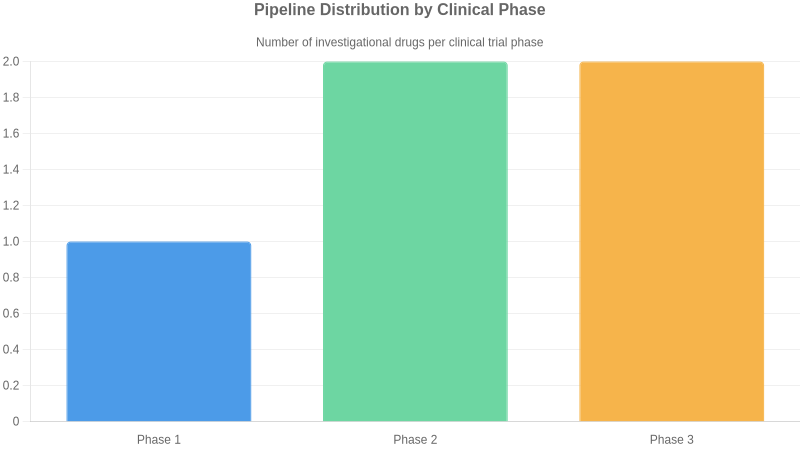 Pipeline Distribution by Clinical Phase
Number of investigational drugs per clinical trial phase
2.0
1.8
1.6
1.4
1.2
1.0
0.8
0.6
0.4
0.2
0
Phase 1
Phase 2
Phase 3